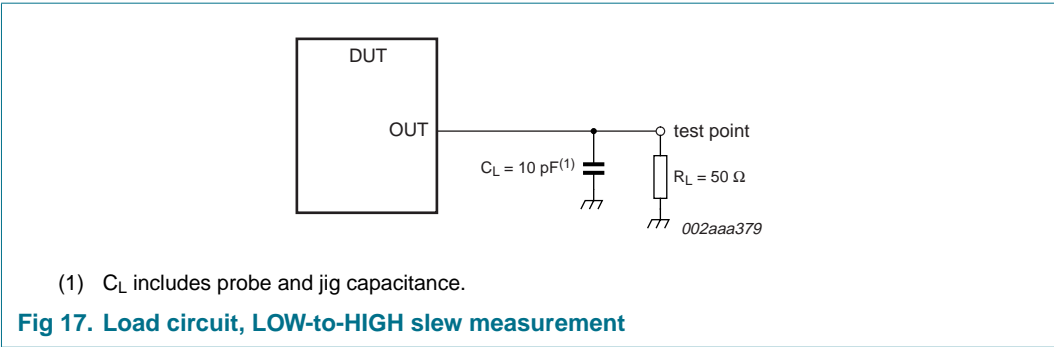 DUT
OUT
test point
C_L = 10 pF^(1)
R_L = 50 Ω
002aaa379
(1) C_L includes probe and jig capacitance.
Fig 17. Load circuit, LOW-to-HIGH slew measurement